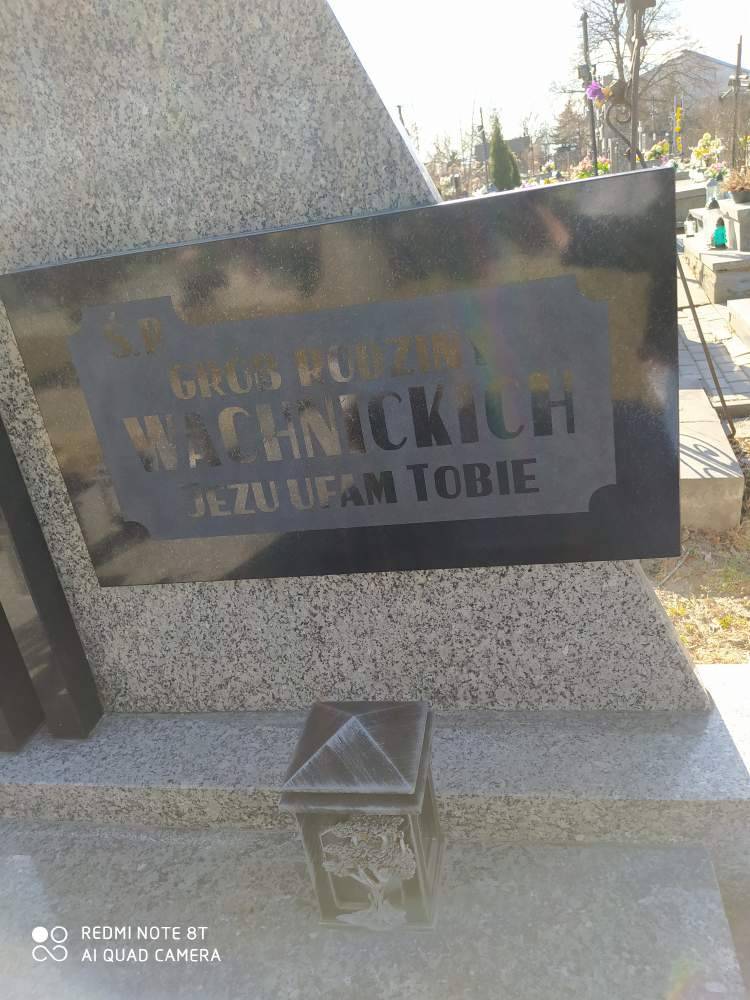 Ś.P.
GRÓB RODZINY
WACHNICKICH
JEZU UFAM TOBIE
REDMI NOTE 8T
AI QUAD CAMERA